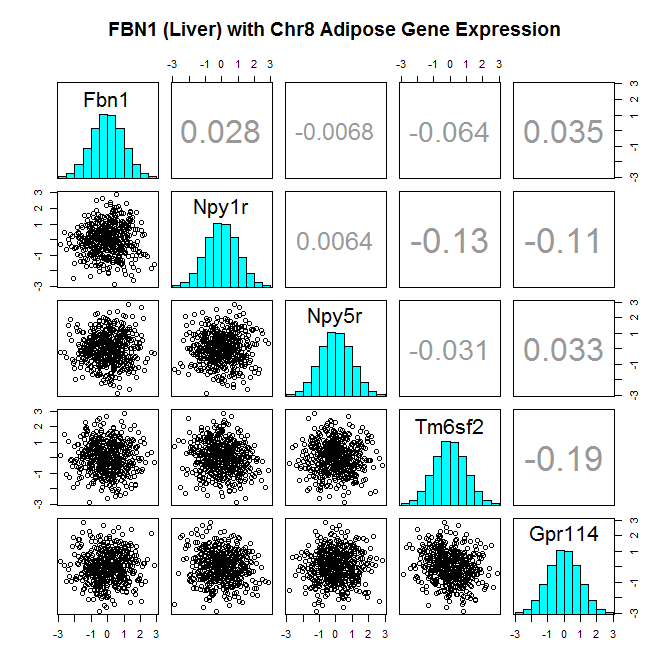 FBN1 (Liver) with Chr8 Adipose Gene Expression
-3 -1 0 1 2 3 -3 -1 0 1 2 3
Fbn1 0.028 -0.0068 -0.064 0.035 -3 -1 1 2 3
-3 -1 1 2 3 Npy1r 0.0064 -0.13 -0.11
Npy5r -0.031 0.033 -3 -1 1 2 3
-3 -1 1 2 3 Tm6sf2 -0.19
Gpr114 -3 -1 1 2 3
-3 -1 0 1 2 3 -3 -1 0 1 2 3 -3 -1 0 1 2 3